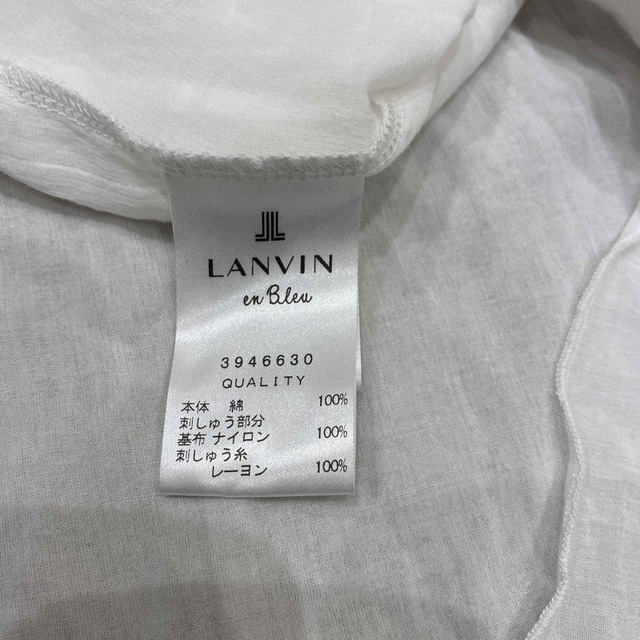 LANVIN
en Bleu
3946630
QUALITY
本体 綿 100%
刺しゅう部分
基布 ナイロン 100%
刺しゅう糸
レーヨン 100%